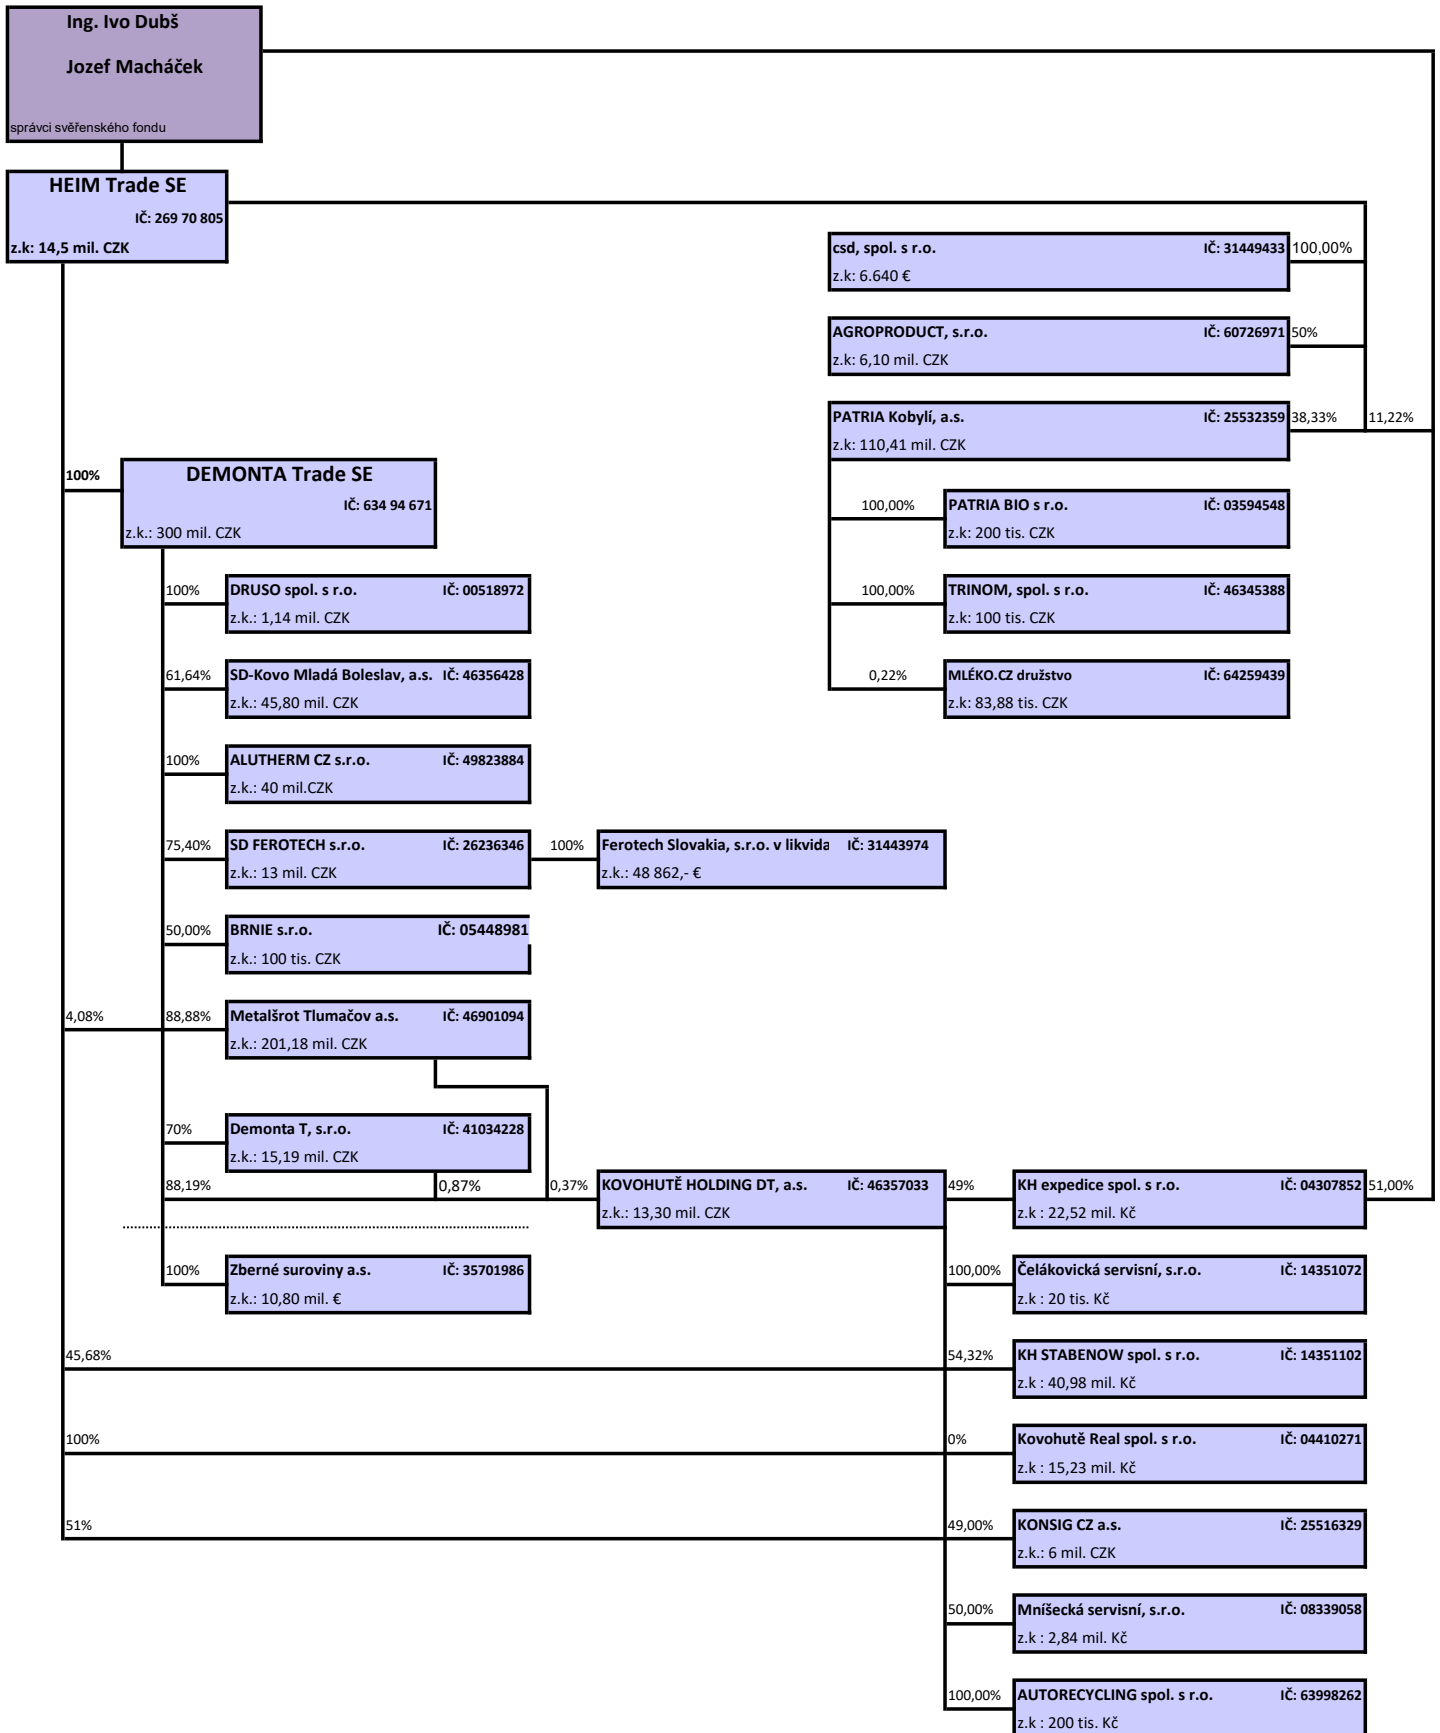 Ing. Ivo Dubš
Jozef Macháček
správci svěřenského fondu
HEIM Trade SE
IČ: 269 70 805
z.k: 14,5 mil. CZK
csd, spol. s r.o. IČ: 31449433 100,00%
z.k: 6.640 €
AGROPRODUCT, s.r.o. IČ: 60726971 50%
z.k: 6,10 mil. CZK
PATRIA Kobylí, a.s. IČ: 25532359 38,33% 11,22%
z.k: 110,41 mil. CZK
100% DEMONTA Trade SE
IČ: 634 94 671
z.k.: 300 mil. CZK
100,00% PATRIA BIO s r.o. IČ: 03594548
z.k: 200 tis. CZK
100% DRUSO spol. s r.o. IČ: 00518972
z.k.: 1,14 mil. CZK
100,00% TRINOM, spol. s r.o. IČ: 46345388
z.k: 100 tis. CZK
61,64% SD-Kovo Mladá Boleslav, a.s. IČ: 46356428
z.k.: 45,80 mil. CZK
0,22% MLÉKO.CZ družstvo IČ: 64259439
z.k: 83,88 tis. CZK
100% ALUTHERM CZ s.r.o. IČ: 49823884
z.k.: 40 mil.CZK
75,40% SD FEROTECH s.r.o. IČ: 26236346 100% Ferotech Slovakia, s.r.o. v likvida IČ: 31443974
z.k.: 13 mil. CZK z.k.: 48 862,- €
50,00% BRNIE s.r.o. IČ: 05448981
z.k.: 100 tis. CZK
4,08% 88,88% Metalšrot Tlumačov a.s. IČ: 46901094
z.k.: 201,18 mil. CZK
70% Demonta T, s.r.o. IČ: 41034228
z.k.: 15,19 mil. CZK
88,19% 0,87% 0,37% KOVOHUTĚ HOLDING DT, a.s. IČ: 46357033 49% KH expedice spol. s r.o. IČ: 04307852 51,00%
z.k.: 13,30 mil. CZK z.k : 22,52 mil. Kč
100% Zberné suroviny a.s. IČ: 35701986 100,00% Čelákovická servisní, s.r.o. IČ: 14351072
z.k.: 10,80 mil. € z.k : 20 tis. Kč
45,68% 54,32% KH STABENOW spol. s r.o. IČ: 14351102
z.k : 40,98 mil. Kč
100% 0% Kovohutě Real spol. s r.o. IČ: 04410271
z.k : 15,23 mil. Kč
51% 49,00% KONSIG CZ a.s. IČ: 25516329
z.k.: 6 mil. CZK
50,00% Mníšecká servisní, s.r.o. IČ: 08339058
z.k : 2,84 mil. Kč
100,00% AUTORECYCLING spol. s r.o. IČ: 63998262
z.k : 200 tis. Kč